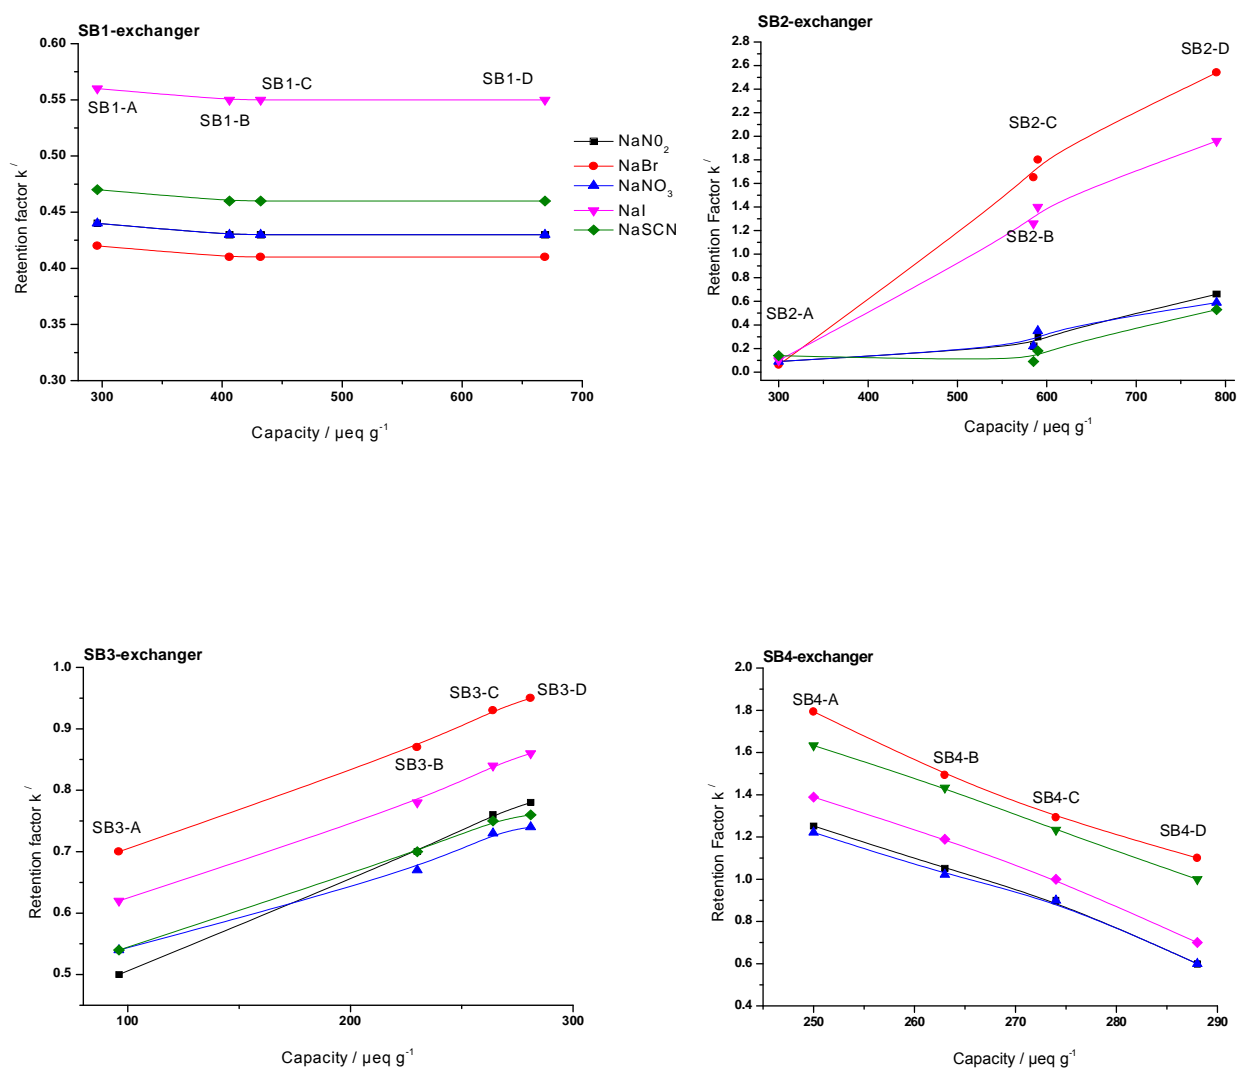 SB1-exchanger
0.60
0.55
0.50
0.45
0.40
0.35
0.30
Retention factor k /
SB1-A
SB1-B
SB1-C
SB1-D
300 400 500 600 700
Capacity / µeq g-1
NaN02
NaBr
NaNO3
NaI
NaSCN
SB2-exchanger
2.8
2.6
2.4
2.2
2.0
1.8
1.6
1.4
1.2
1.0
0.8
0.6
0.4
0.2
0.0
Retention Factor k /
SB2-A
SB2-B
SB2-C
SB2-D
300 400 500 600 700 800
Capacity / µeq g-1
SB3-exchanger
1.0
0.9
0.8
0.7
0.6
0.5
Retention Factor k /
SB3-A
SB3-B
SB3-C
SB3-D
100 200 300
Capacity / µeq g-1
SB4-exchanger
2.0
1.8
1.6
1.4
1.2
1.0
0.8
0.6
0.4
Retention Factor k /
SB4-A
SB4-B
SB4-C
SB4-D
250 260 270 280 290
Capacity / µeq g-1